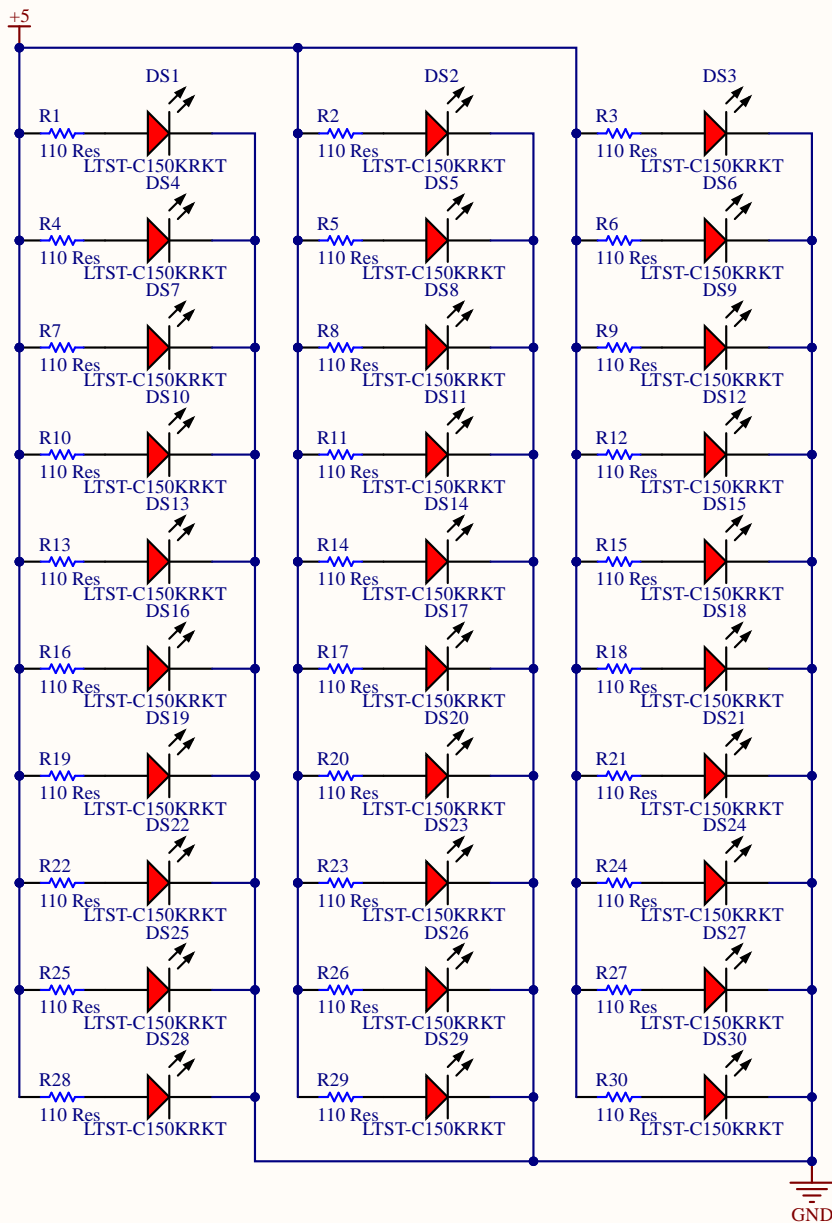 +5
DS1 DS2 DS3
R1 R2 R3
110 Res 110 Res 110 Res
LTST-C150KRKT LTST-C150KRKT LTST-C150KRKT
DS4 DS5 DS6
R4 R5 R6
110 Res 110 Res 110 Res
LTST-C150KRKT LTST-C150KRKT LTST-C150KRKT
DS7 DS8 DS9
R7 R8 R9
110 Res 110 Res 110 Res
LTST-C150KRKT LTST-C150KRKT LTST-C150KRKT
DS10 DS11 DS12
R10 R11 R12
110 Res 110 Res 110 Res
LTST-C150KRKT LTST-C150KRKT LTST-C150KRKT
DS13 DS14 DS15
R13 R14 R15
110 Res 110 Res 110 Res
LTST-C150KRKT LTST-C150KRKT LTST-C150KRKT
DS16 DS17 DS18
R16 R17 R18
110 Res 110 Res 110 Res
LTST-C150KRKT LTST-C150KRKT LTST-C150KRKT
DS19 DS20 DS21
R19 R20 R21
110 Res 110 Res 110 Res
LTST-C150KRKT LTST-C150KRKT LTST-C150KRKT
DS22 DS23 DS24
R22 R23 R24
110 Res 110 Res 110 Res
LTST-C150KRKT LTST-C150KRKT LTST-C150KRKT
DS25 DS26 DS27
R25 R26 R27
110 Res 110 Res 110 Res
LTST-C150KRKT LTST-C150KRKT LTST-C150KRKT
DS28 DS29 DS30
R28 R29 R30
110 Res 110 Res 110 Res
LTST-C150KRKT LTST-C150KRKT LTST-C150KRKT
GND